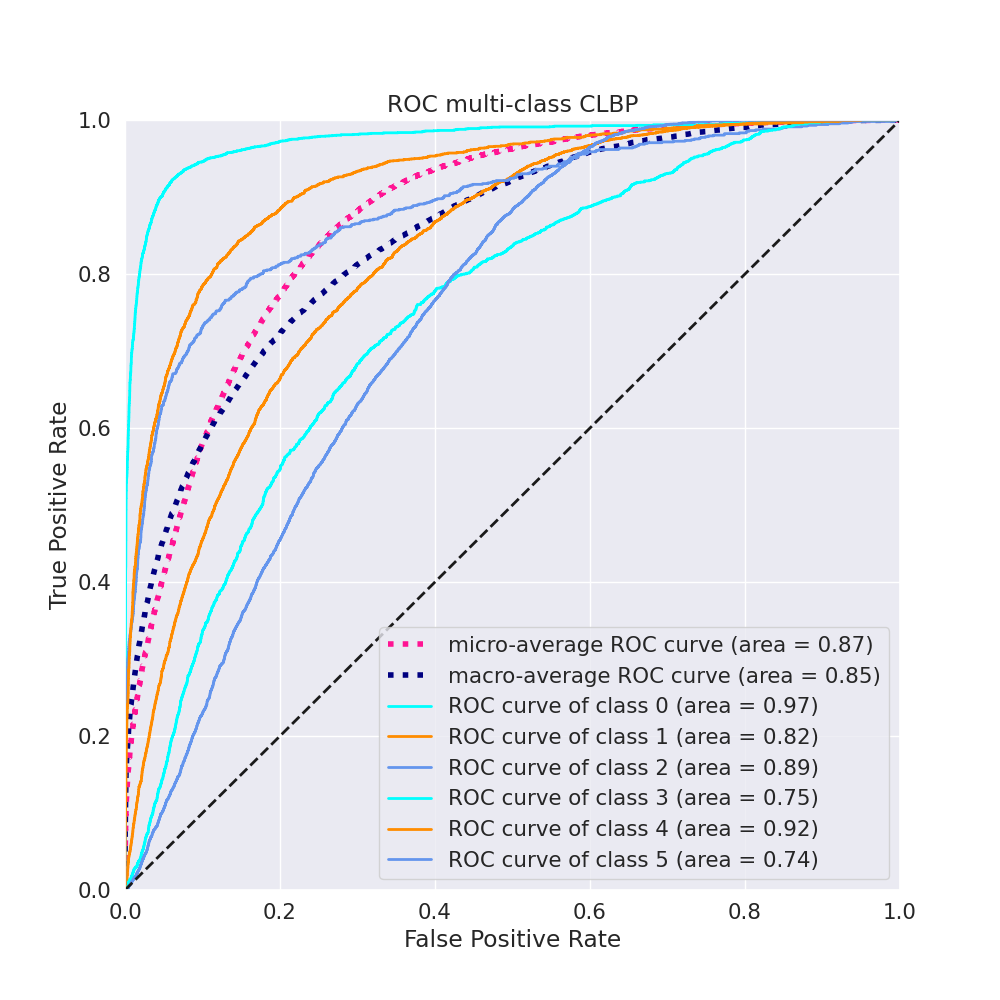 ROC multi-class CLBP
1.0
0.8
0.6
0.4
0.2
0.0
True Positive Rate
micro-average ROC curve (area = 0.87)
macro-average ROC curve (area = 0.85)
ROC curve of class 0 (area = 0.97)
ROC curve of class 1 (area = 0.82)
ROC curve of class 2 (area = 0.89)
ROC curve of class 3 (area = 0.75)
ROC curve of class 4 (area = 0.92)
ROC curve of class 5 (area = 0.74)
0.0 0.2 0.4 0.6 0.8 1.0
False Positive Rate